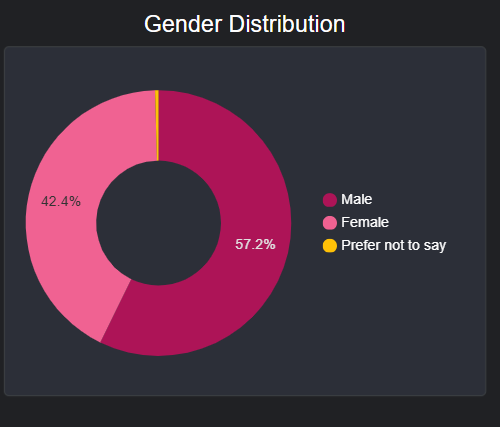 Gender Distribution
42.4%
57.2%
Male
Female
Prefer not to say